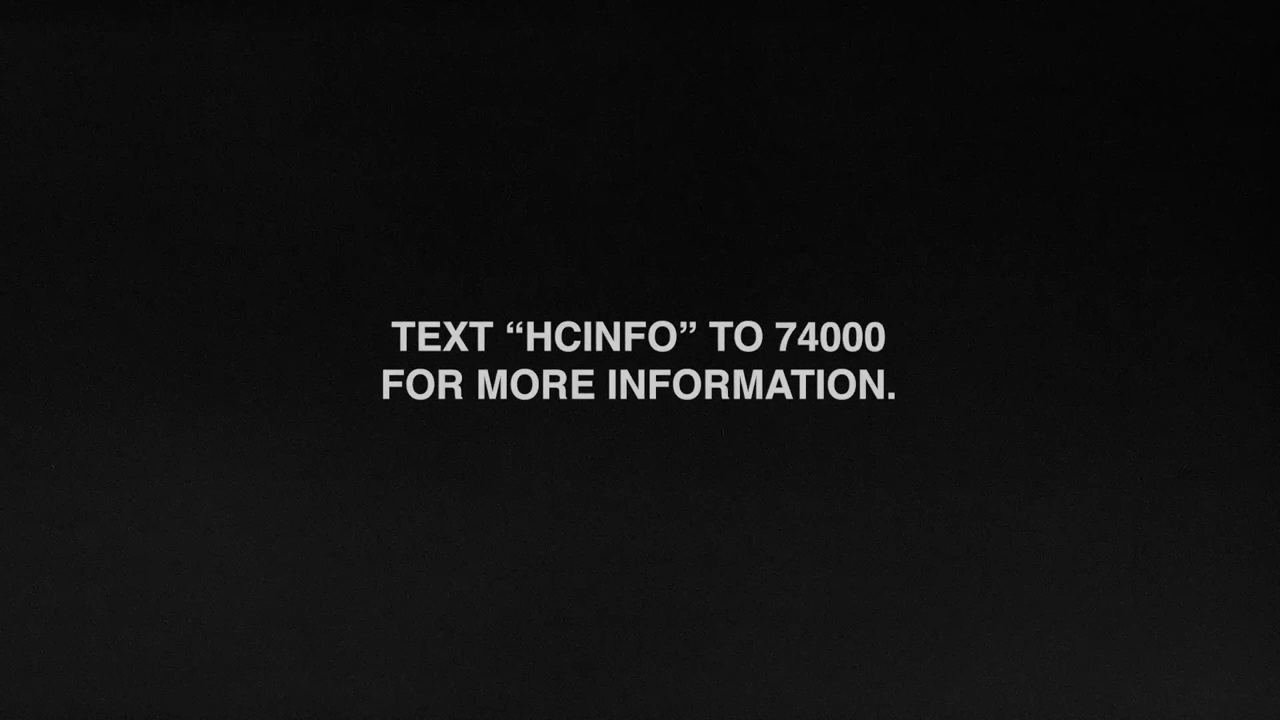 TEXT “HCINFO” TO 74000
FOR MORE INFORMATION.